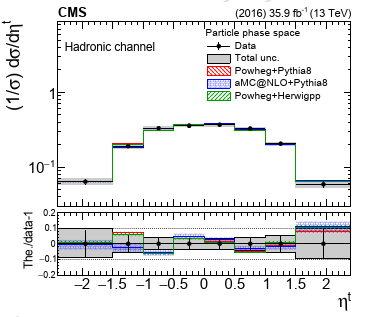 CMS (2016) 35.9 fb⁻¹ (13 TeV)
Hadronic channel
Particle phase space
Data
Total unc.
Powheg+Pythia8
aMC@NLO+Pythia8
Powheg+Herwigpp
(1/σ) dσ/dηᵗ
1
10⁻¹
The./data-1
0.2
0.1
0
−0.1
−0.2
−2 −1.5 −1 −0.5 0 0.5 1 1.5 2
ηᵗ